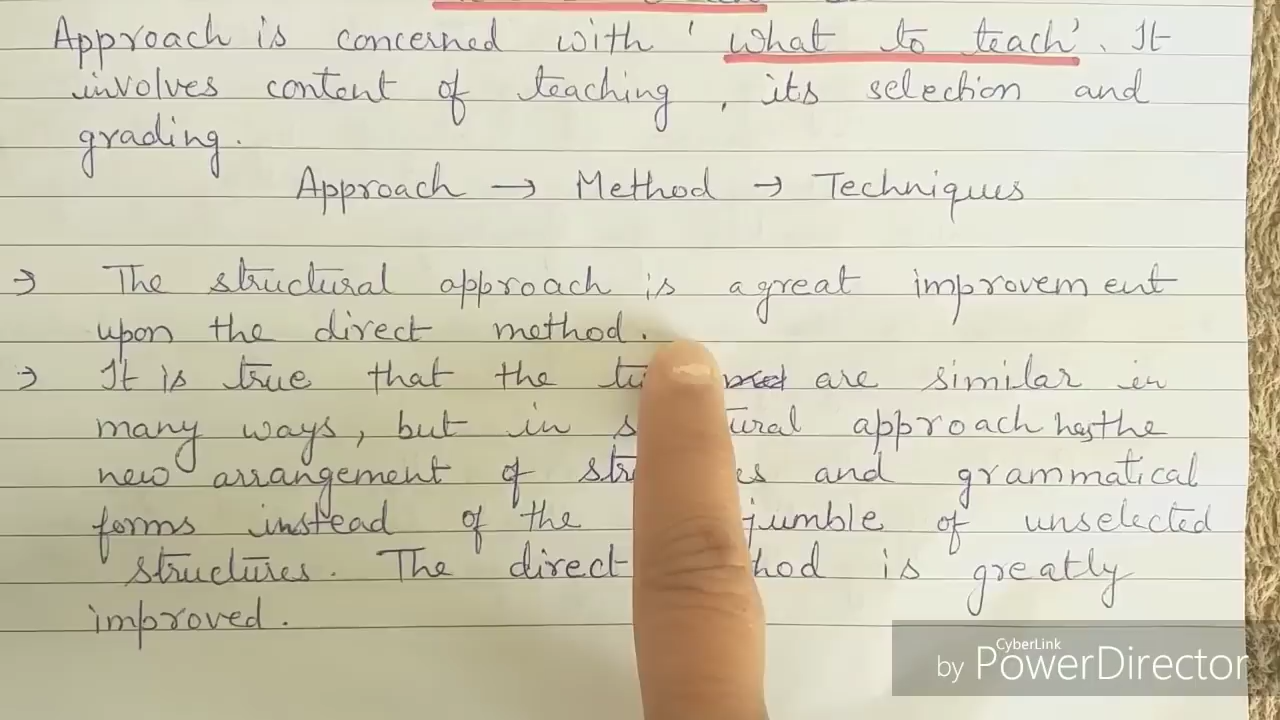 Approach is concerned with 'what to teach'. It
involves content of teaching, its selection and
grading.
Approach → Method → Techniques
→ The structural approach is a great improvement
upon the direct method.
→ It is true that the are similar in
many ways, but in approach has the
new arrangement of and grammatical
forms instead of the jumble of unselected
structures. The direct is greatly
improved.
CyberLink
by PowerDirector